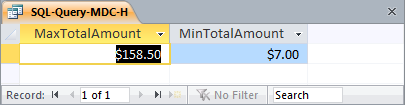 SQL-Query-MDC-H
MaxTotalAmount MinTotalAmount
$158.50 $7.00
Record: 1 of 1 No Filter Search